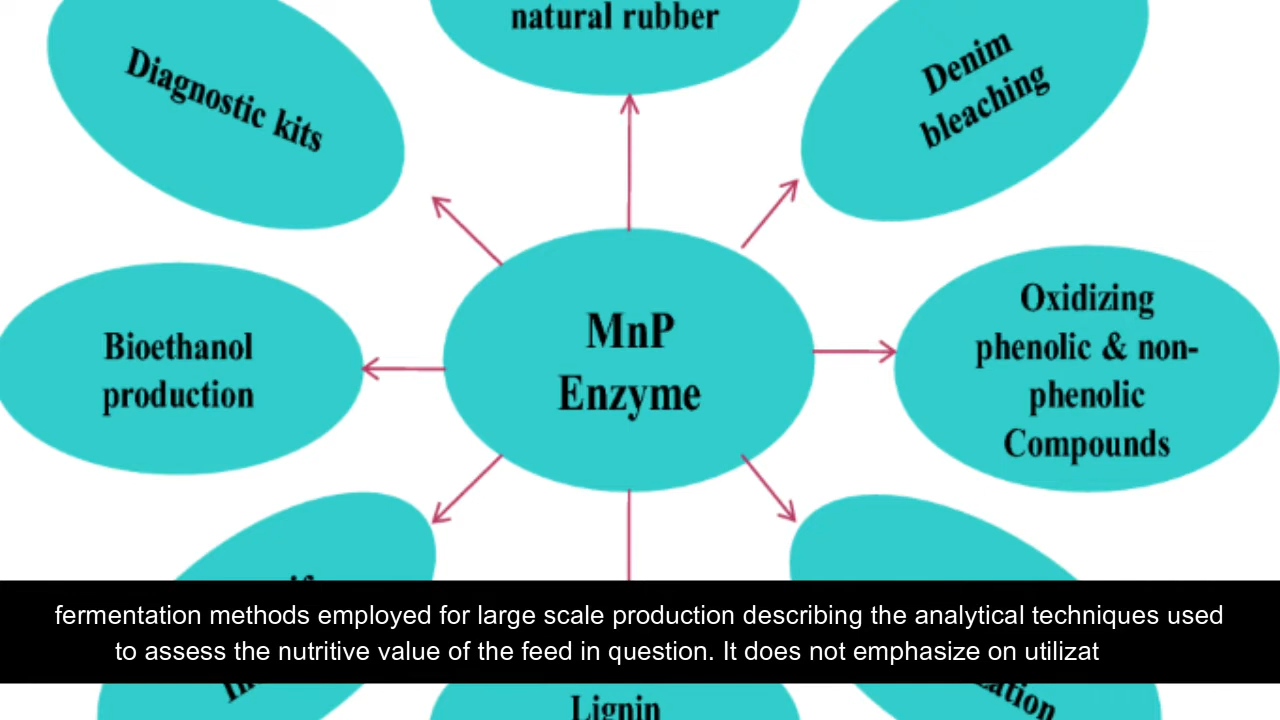 natural rubber
Diagnostic kits
Denim
bleaching
MnP
Enzyme
Bioethanol
production
Oxidizing
phenolic & non-
phenolic
Compounds
fermentation methods employed for large scale production describing the analytical techniques used
to assess the nutritive value of the feed in question. It does not emphasize on utilizat
Lignin